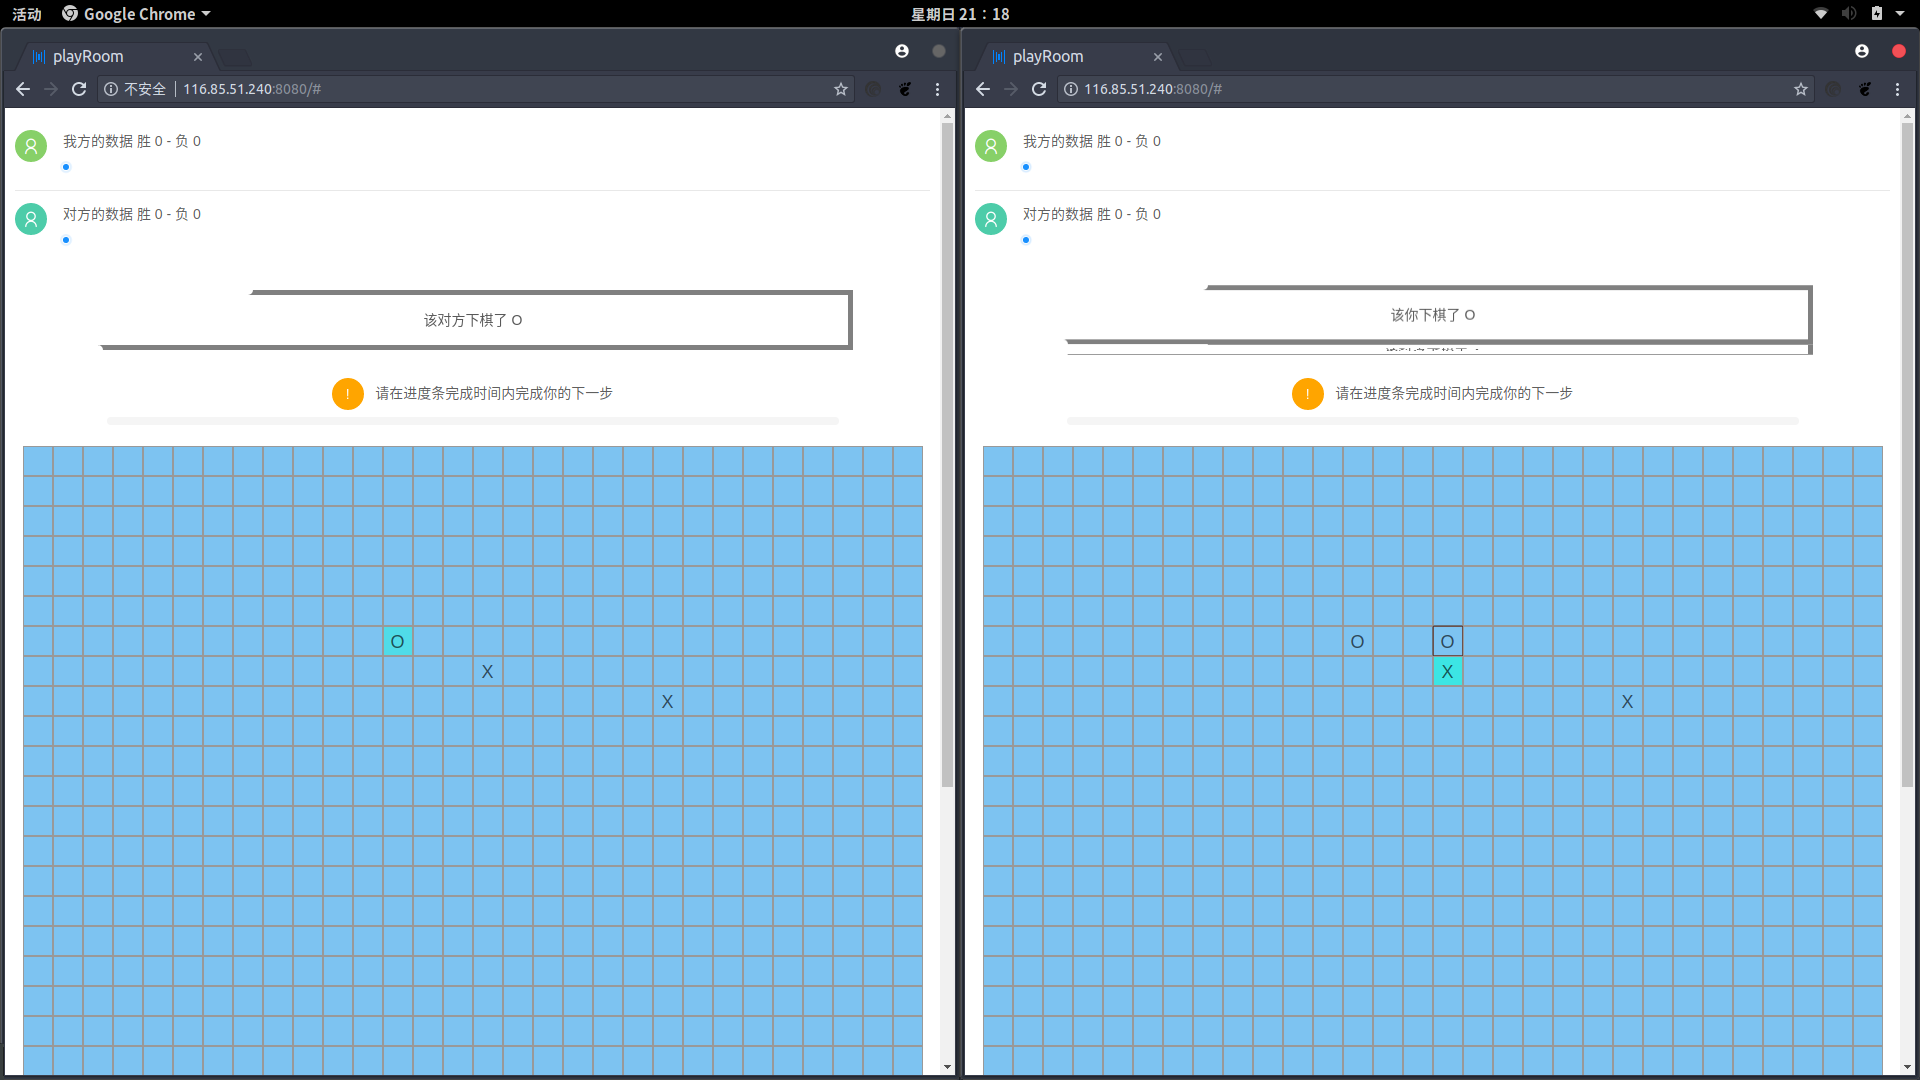 活动 Google Chrome 星期日 21：18
playRoom
不安全 116.85.51.240:8080/#
我方的数据 胜 0 - 负 0
对方的数据 胜 0 - 负 0
该对方下棋了 O
! 请在进度条完成时间内完成你的下一步
O
X
X
playRoom
116.85.51.240:8080/#
我方的数据 胜 0 - 负 0
对方的数据 胜 0 - 负 0
该你下棋了 O
! 请在进度条完成时间内完成你的下一步
O O
X
X